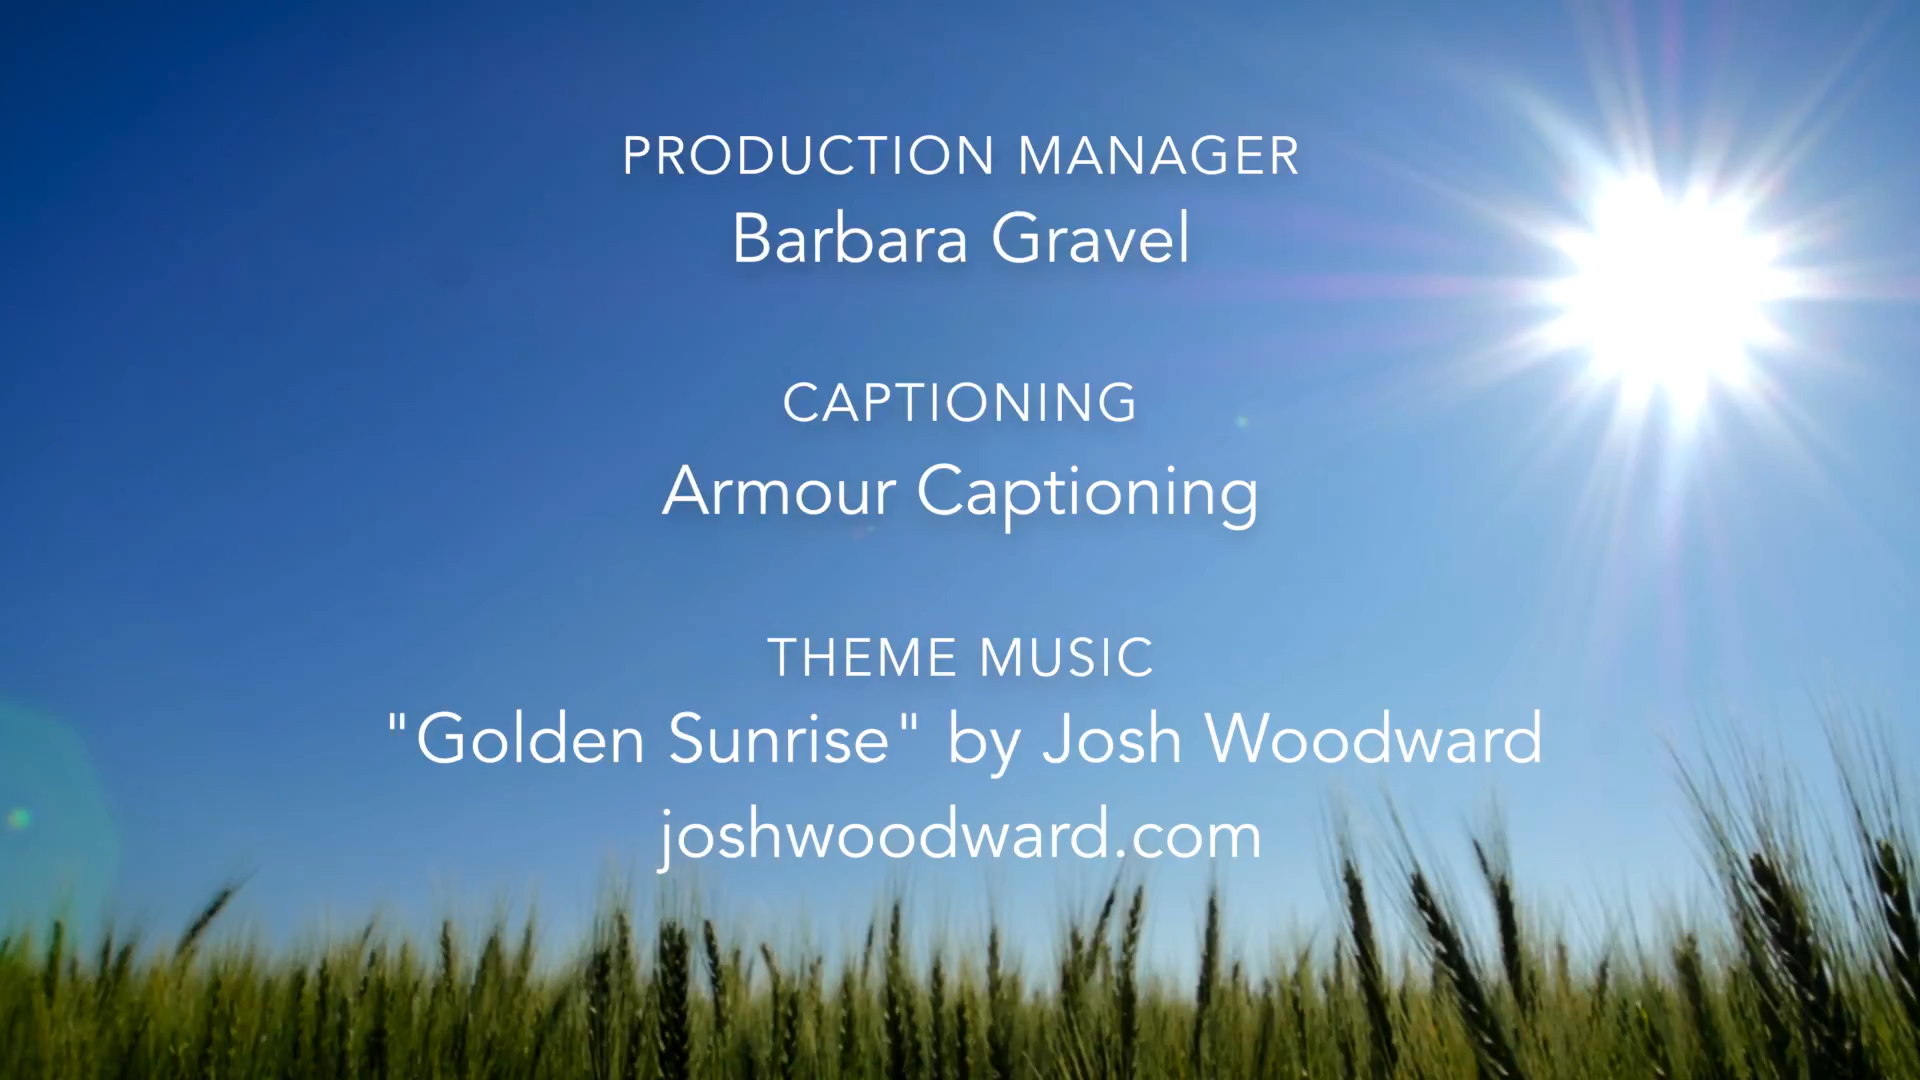 PRODUCTION MANAGER
Barbara Gravel
CAPTIONING
Armour Captioning
THEME MUSIC
"Golden Sunrise" by Josh Woodward
joshwoodward.com